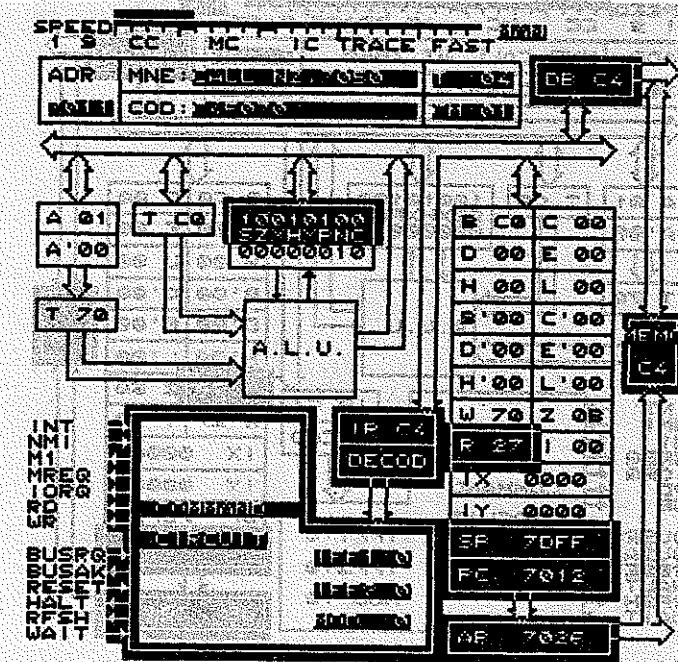 SPEED
1 9 CC MC IC TRACE FAST
ADR MNE: DB C4
COD:
A 01 T C0 10010100 B C0 C 00
SZ H PNC
A'00 00000010 D 00 E 00
H 00 L 00
T 70 B'00 C'00
A.L.U. D'00 E'00 MEMO
C4
H'00 L'00
IR C4 W 70 Z 0B
INT
NMI DECOD R 27 I 00
M1
MREQ IX 0000
IORQ
RD IY 0000
WR
CIRCUIT SP 7DFF
BUSRQ
BUSAK PC 7012
RESET
HALT
RFSH
WAIT AB 7026